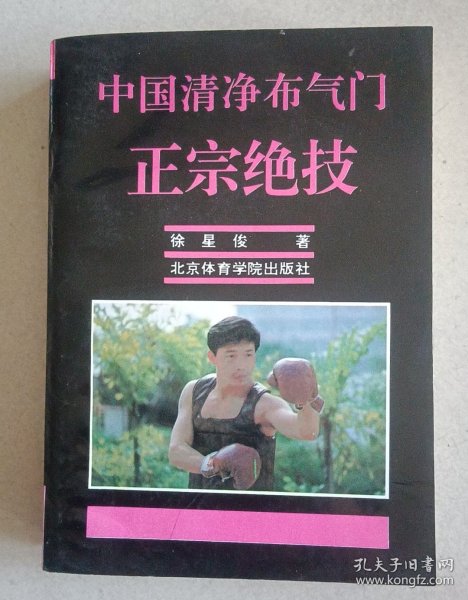 中国清净布气门
正宗绝技
徐星俊 著
北京体育学院出版社
孔夫子旧书网
www.kongfz.com